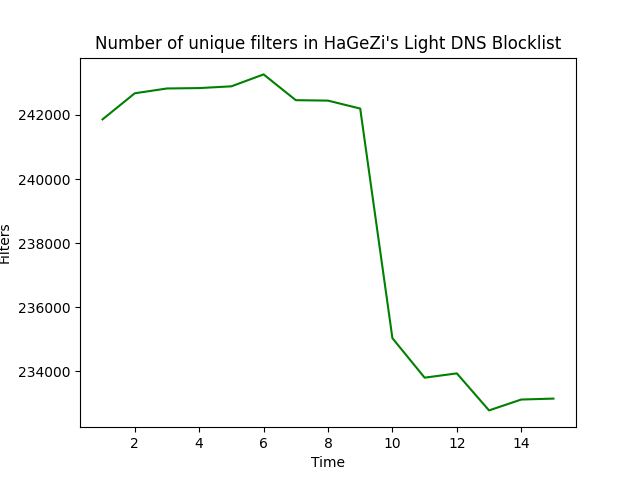 Number of unique filters in HaGeZi's Light DNS Blocklist
242000
240000
238000
236000
234000
Filters
2 4 6 8 10 12 14
Time